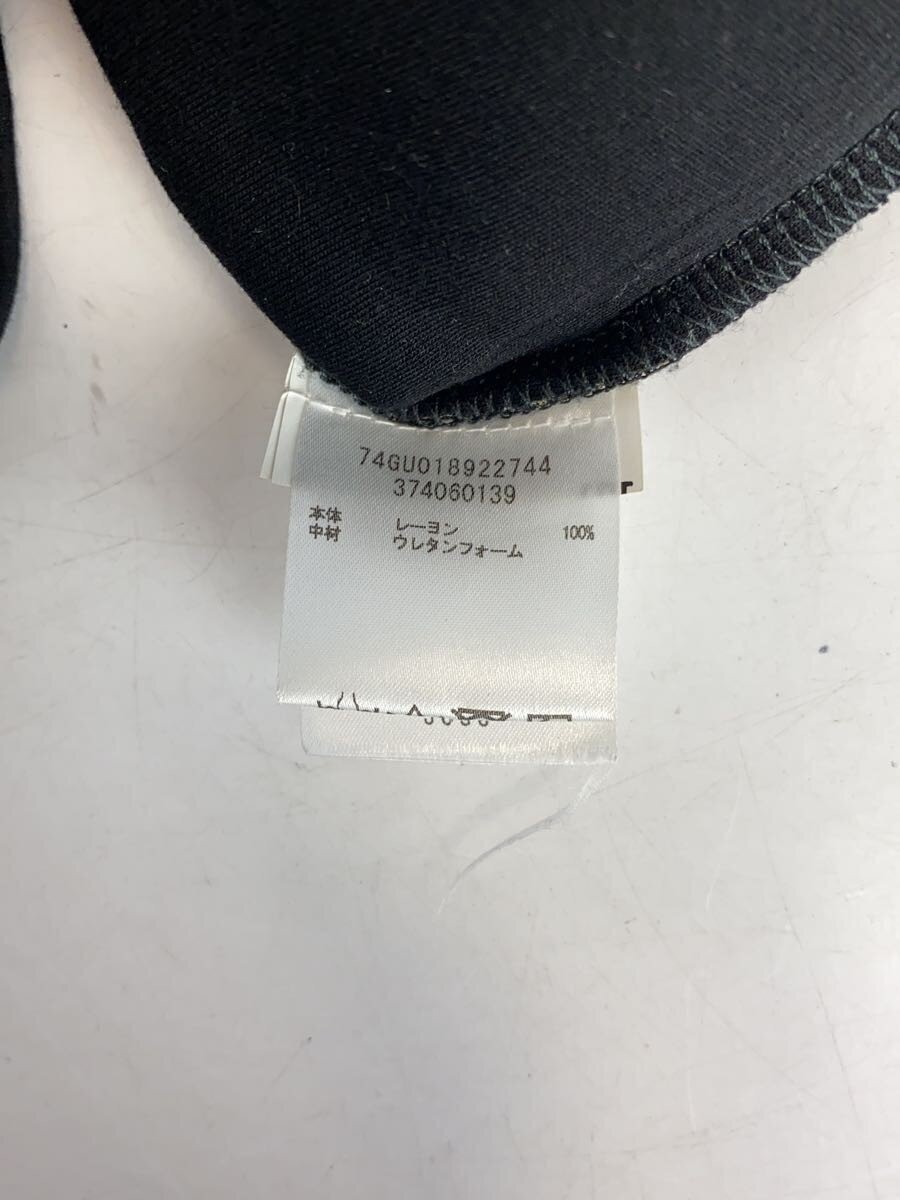 74GU018922744
374060139
本体 レーヨン 100%
中材 ウレタンフォーム